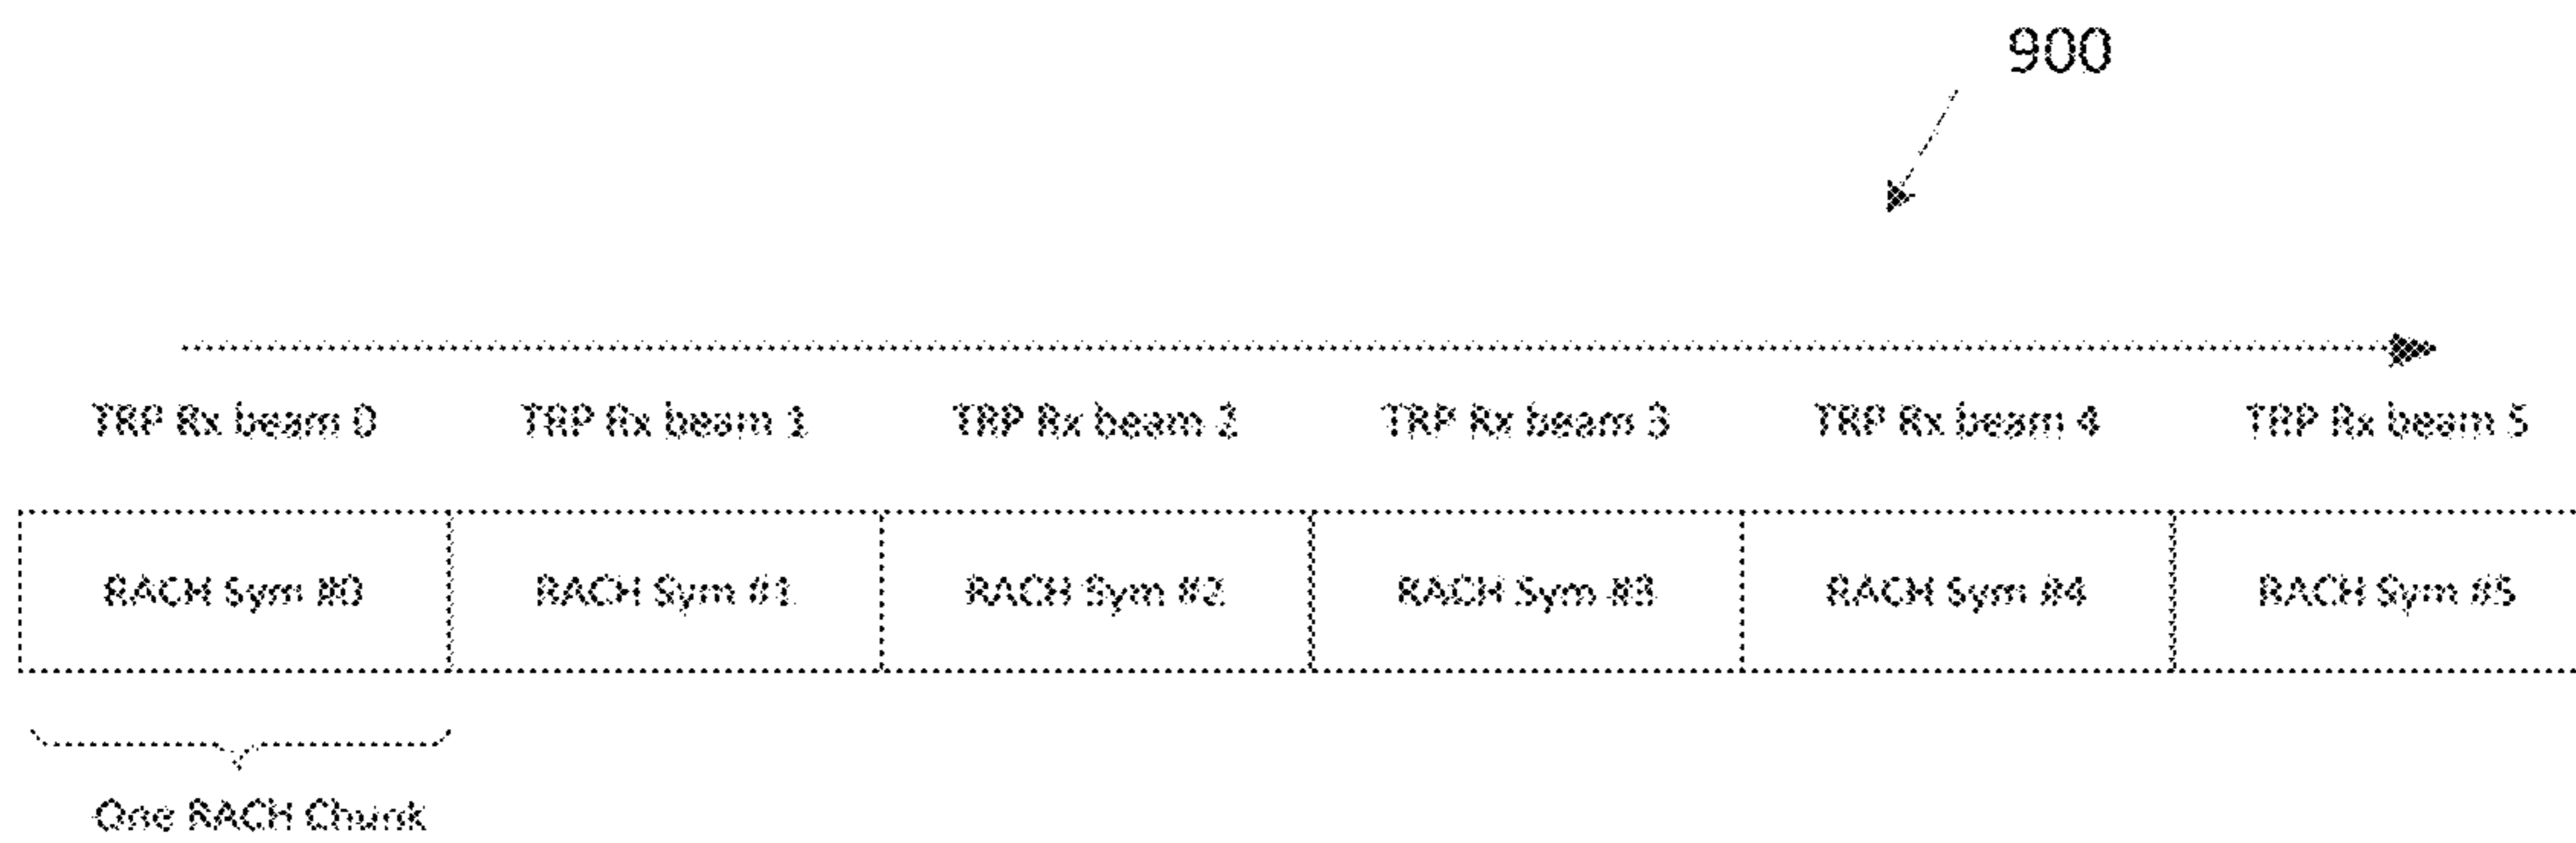 900
TRP Rx beam 0 TRP Rx beam 1 TRP Rx beam 2 TRP Rx beam 3 TRP Rx beam 4 TRP Rx beam 5
RACH Sym #0 RACH Sym #1 RACH Sym #2 RACH Sym #3 RACH Sym #4 RACH Sym #5
One RACH Chunk